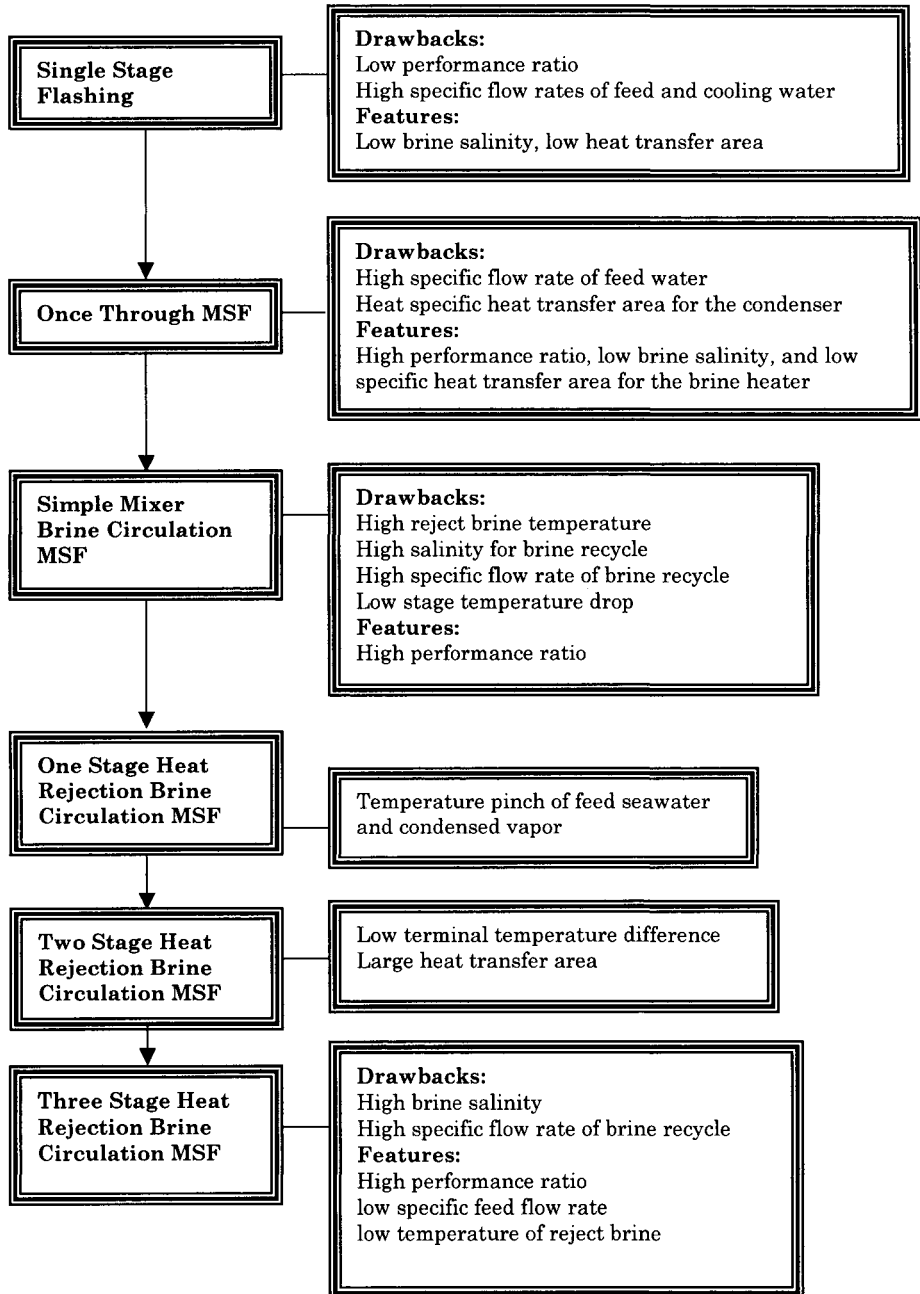 Single Stage
Flashing
Drawbacks:
Low performance ratio
High specific flow rates of feed and cooling water
Features:
Low brine salinity, low heat transfer area
Once Through MSF
Drawbacks:
High specific flow rate of feed water
Heat specific heat transfer area for the condenser
Features:
High performance ratio, low brine salinity, and low
specific heat transfer area for the brine heater
Simple Mixer
Brine Circulation
MSF
Drawbacks:
High reject brine temperature
High salinity for brine recycle
High specific flow rate of brine recycle
Low stage temperature drop
Features:
High performance ratio
One Stage Heat
Rejection Brine
Circulation MSF
Temperature pinch of feed seawater
and condensed vapor
Two Stage Heat
Rejection Brine
Circulation MSF
Low terminal temperature difference
Large heat transfer area
Three Stage Heat
Rejection Brine
Circulation MSF
Drawbacks:
High brine salinity
High specific flow rate of brine recycle
Features:
High performance ratio
low specific feed flow rate
low temperature of reject brine